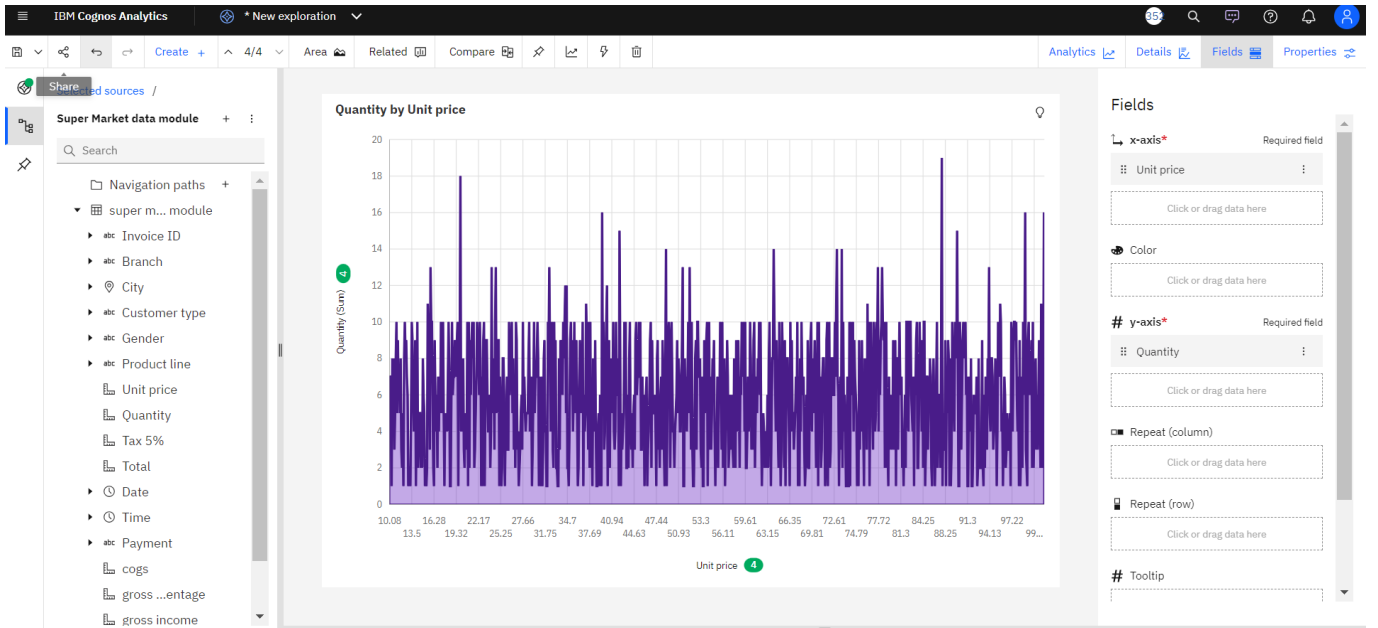 IBM Cognos Analytics
* New exploration
352
Create +
4/4
Area
Related
Compare
Analytics
Details
Fields
Properties
Share
Selected sources /
Super Market data module
Search
Navigation paths +
super m... module
abc Invoice ID
abc Branch
City
abc Customer type
abc Gender
abc Product line
Unit price
Quantity
Tax 5%
Total
Date
Time
abc Payment
cogs
gross ...entage
gross income
Quantity by Unit price
20
18
16
14
12
10
8
6
4
2
0
Quantity (Sum) 4
10.08 16.28 22.17 27.66 34.7 40.94 47.44 53.3 59.61 66.35 72.61 77.72 84.25 91.3 97.22
13.5 19.32 25.25 31.75 37.69 44.63 50.93 56.11 63.15 69.81 74.79 81.3 88.25 94.13 99...
Unit price 4
Fields
x-axis* Required field
Unit price
Click or drag data here
Color
Click or drag data here
# y-axis* Required field
Quantity
Click or drag data here
Repeat (column)
Click or drag data here
Repeat (row)
Click or drag data here
# Tooltip